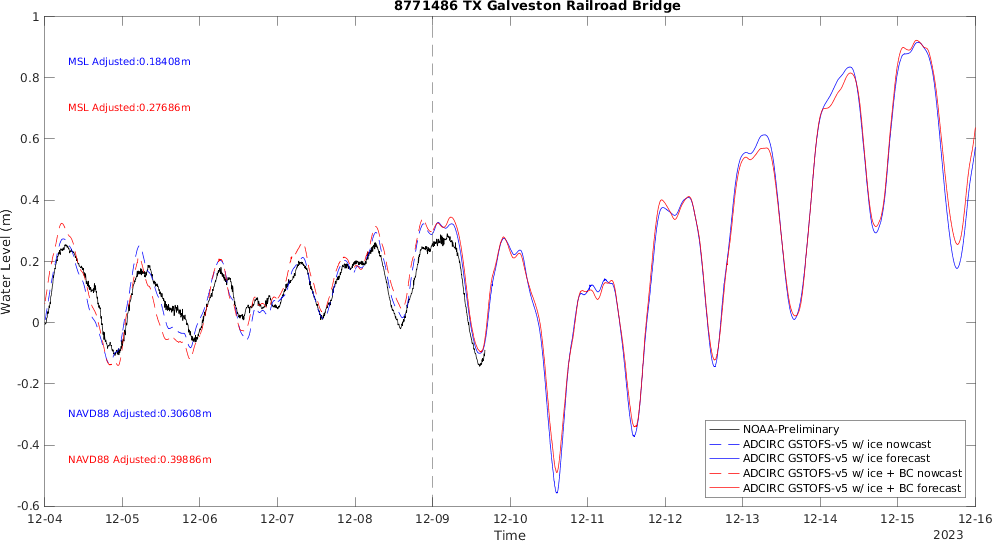 8771486 TX Galveston Railroad Bridge
1
0.8
0.6
0.4
0.2
0
-0.2
-0.4
-0.6
Water Level (m)
MSL Adjusted:0.18408m
MSL Adjusted:0.27686m
NAVD88 Adjusted:0.30608m
NAVD88 Adjusted:0.39886m
NOAA-Preliminary
ADCIRC GSTOFS-v5 w/ ice nowcast
ADCIRC GSTOFS-v5 w/ ice forecast
ADCIRC GSTOFS-v5 w/ ice + BC nowcast
ADCIRC GSTOFS-v5 w/ ice + BC forecast
12-04 12-05 12-06 12-07 12-08 12-09 12-10 12-11 12-12 12-13 12-14 12-15 12-16
Time
2023